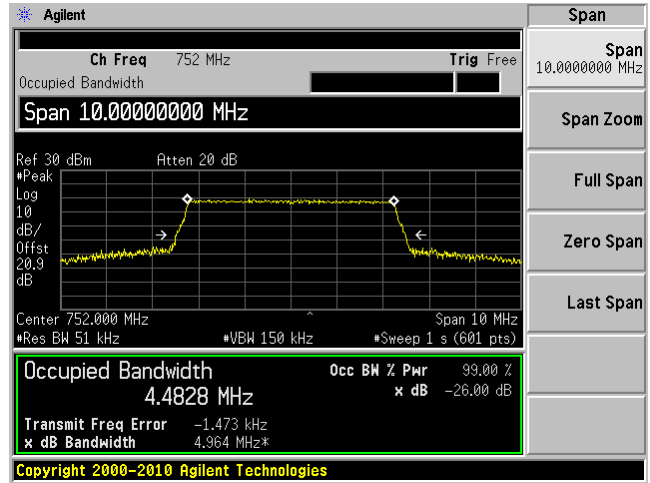 Agilent
Span
Ch Freq 752 MHz Trig Free
Occupied Bandwidth
Span 10.00000000 MHz
Ref 30 dBm Atten 20 dB
#Peak
Log
10
dB/
Offst
20.9
dB
Center 752.000 MHz Span 10 MHz
#Res BW 51 kHz #VBW 150 kHz #Sweep 1 s (601 pts)
Occupied Bandwidth
4.4828 MHz
Occ BW % Pwr 99.00 %
x dB -26.00 dB
Transmit Freq Error -1.473 kHz
x dB Bandwidth 4.964 MHz*
Copyright 2000-2010 Agilent Technologies
Span
10.0000000 MHz
Span Zoom
Full Span
Zero Span
Last Span